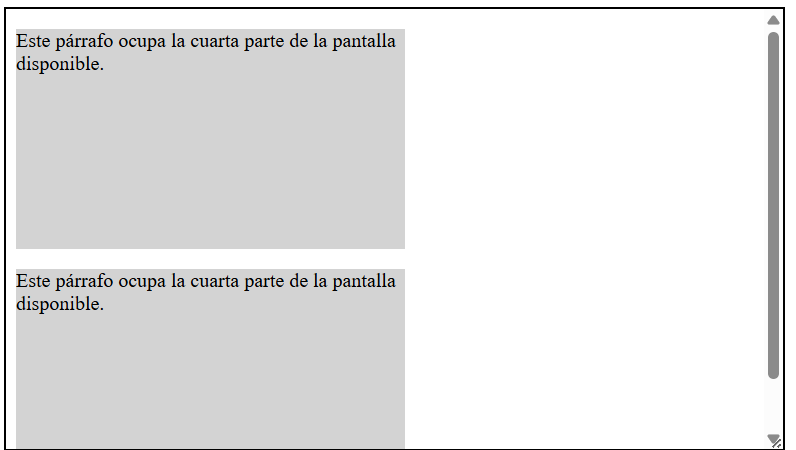 Este párrafo ocupa la cuarta parte de la pantalla
disponible.
Este párrafo ocupa la cuarta parte de la pantalla
disponible.